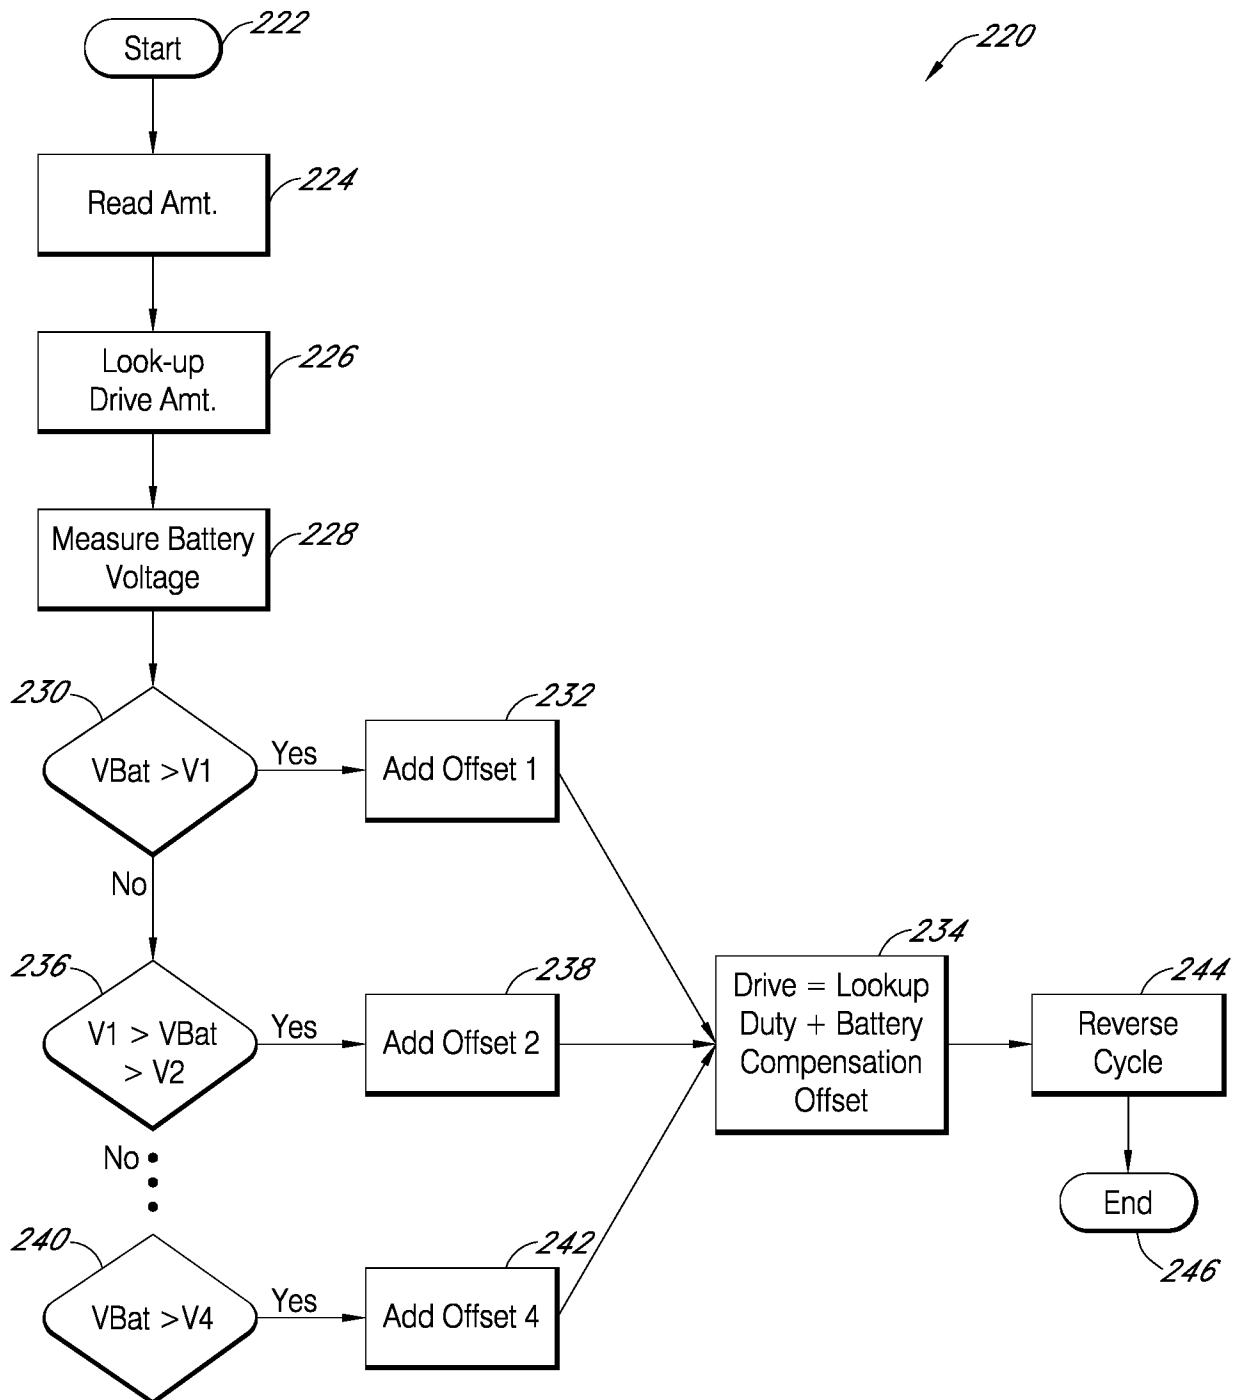 222
Start
220
224
Read Amt.
226
Look-up
Drive Amt.
228
Measure Battery
Voltage
230
232
VBat >V1
Yes
Add Offset 1
No
236
238
234
244
V1 > VBat
> V2
Yes
Add Offset 2
Drive = Lookup
Duty + Battery
Compensation
Offset
Reverse
Cycle
No
End
246
240
242
VBat >V4
Yes
Add Offset 4